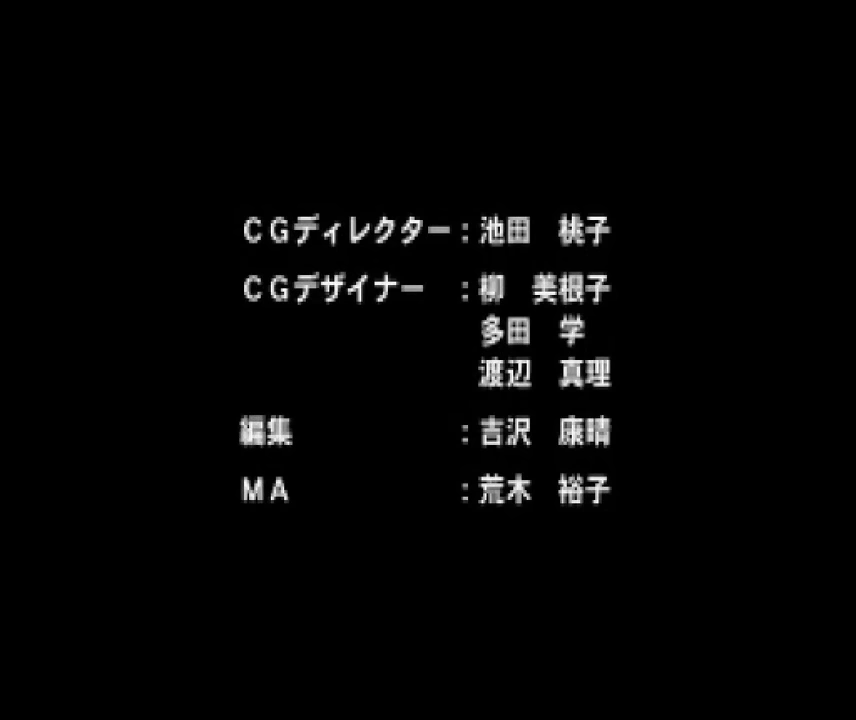 CGディレクター：池田　桃子
CGデザイナー　：柳　美根子
多田　学
渡辺　真理
編集　：吉沢　康晴
MA　：荒木　裕子